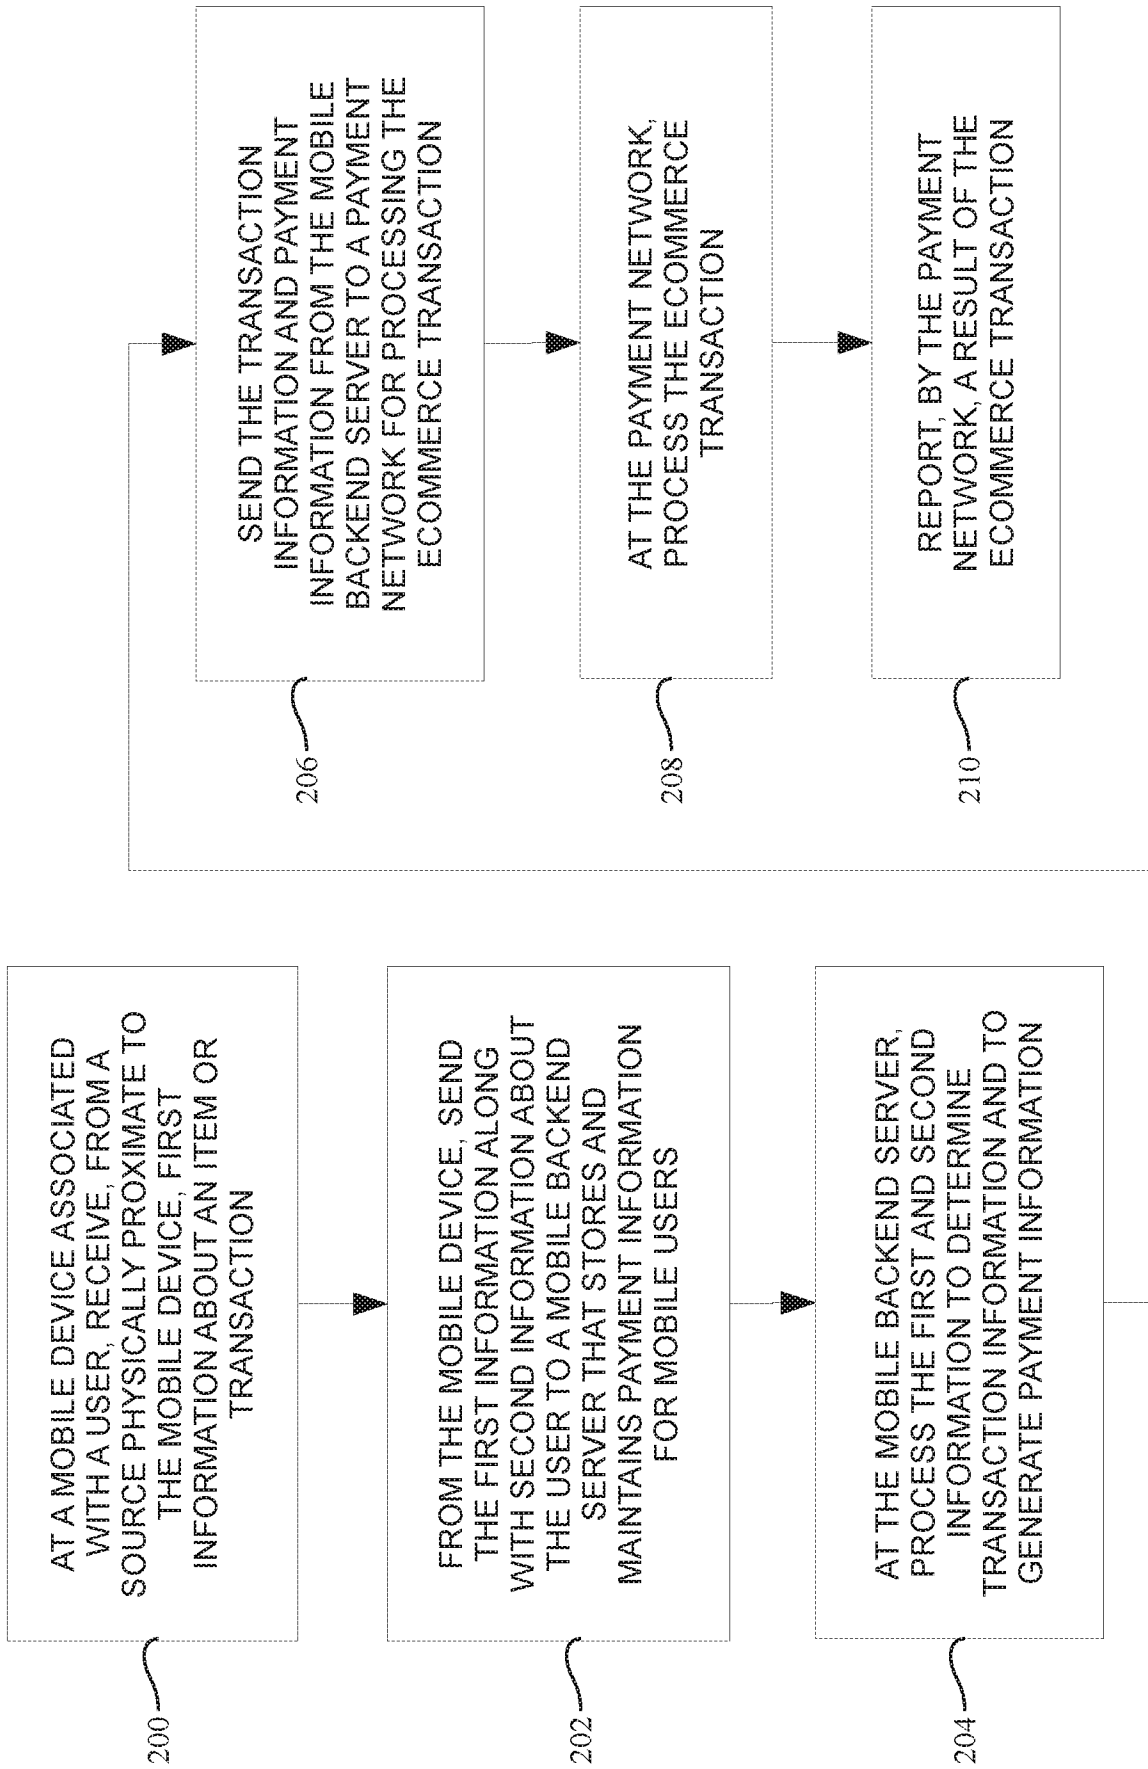 200
AT A MOBILE DEVICE ASSOCIATED
WITH A USER, RECEIVE, FROM A
SOURCE PHYSICALLY PROXIMATE TO
THE MOBILE DEVICE, FIRST
INFORMATION ABOUT AN ITEM OR
TRANSACTION
202
FROM THE MOBILE DEVICE, SEND
THE FIRST INFORMATION ALONG
WITH SECOND INFORMATION ABOUT
THE USER TO A MOBILE BACKEND
SERVER THAT STORES AND
MAINTAINS PAYMENT INFORMATION
FOR MOBILE USERS
204
AT THE MOBILE BACKEND SERVER,
PROCESS THE FIRST AND SECOND
INFORMATION TO DETERMINE
TRANSACTION INFORMATION AND TO
GENERATE PAYMENT INFORMATION
206
SEND THE TRANSACTION
INFORMATION AND PAYMENT
INFORMATION FROM THE MOBILE
BACKEND SERVER TO A PAYMENT
NETWORK FOR PROCESSING THE
ECOMMERCE TRANSACTION
208
AT THE PAYMENT NETWORK,
PROCESS THE ECOMMERCE
TRANSACTION
210
REPORT, BY THE PAYMENT
NETWORK, A RESULT OF THE
ECOMMERCE TRANSACTION